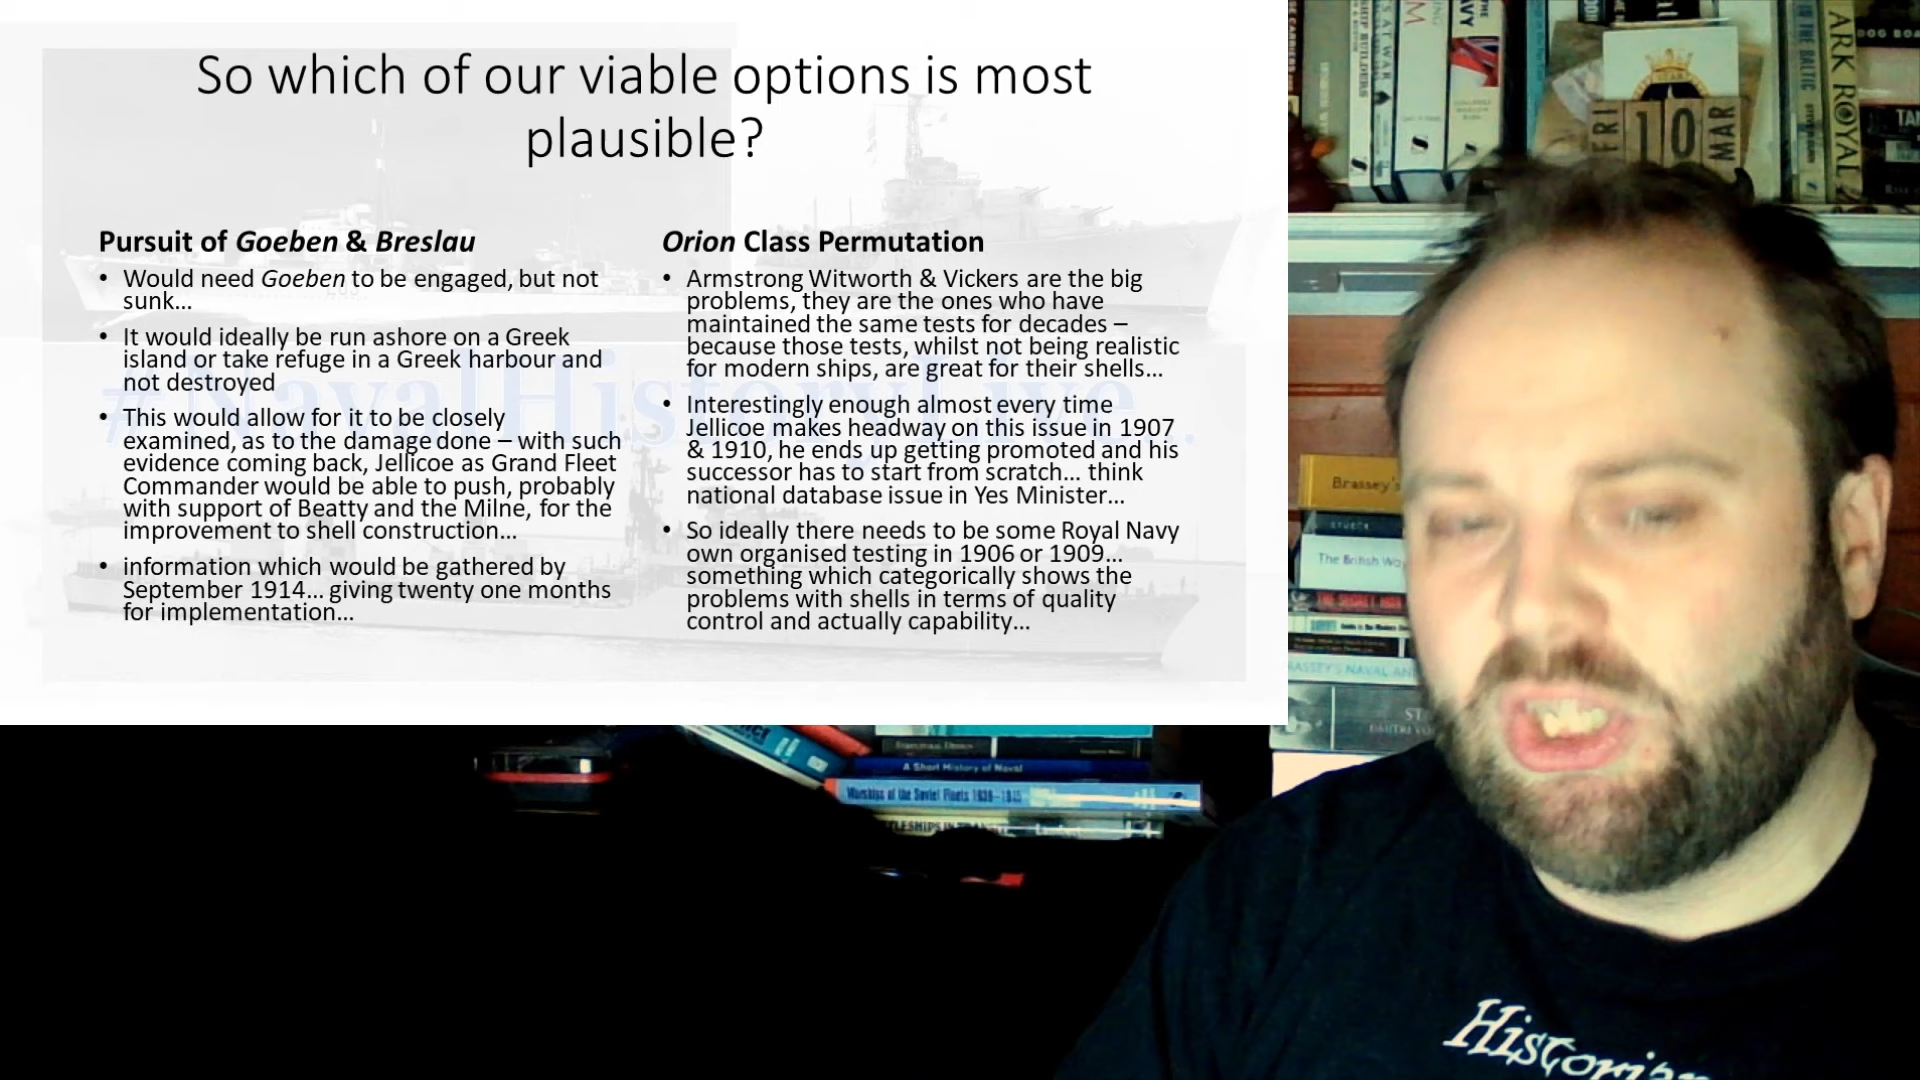 So which of our viable options is most
plausible?
Pursuit of Goeben & Breslau
• Would need Goeben to be engaged, but not
sunk...
• It would ideally be run ashore on a Greek
island or take refuge in a Greek harbour and
not destroyed
• This would allow for it to be closely
examined, as to the damage done – with such
evidence coming back, Jellicoe as Grand Fleet
Commander would be able to push, probably
with support of Beatty and the Milne, for the
improvement to shell construction...
• information which would be gathered by
September 1914... giving twenty one months
for implementation...
Orion Class Permutation
• Armstrong Witworth & Vickers are the big
problems, they are the ones who have
maintained the same tests for decades –
because those tests, whilst not being realistic
for modern ships, are great for their shells...
• Interestingly enough almost every time
Jellicoe makes headway on this issue in 1907
& 1910, he ends up getting promoted and his
successor has to start from scratch... think
national database issue in Yes Minister...
• So ideally there needs to be some Royal Navy
own organised testing in 1906 or 1909...
something which categorically shows the
problems with shells in terms of quality
control and actually capability...
#NavalHistoryLive...
SHIP BUILDERS
AT WAR
IN THE BALTIC
ARK ROYAL
DOG BOA
FRI 10 MAR
Brassey's
The British Wa
A Short History of Naval
Warships of the Soviet Fleets 1939–1945
Historian